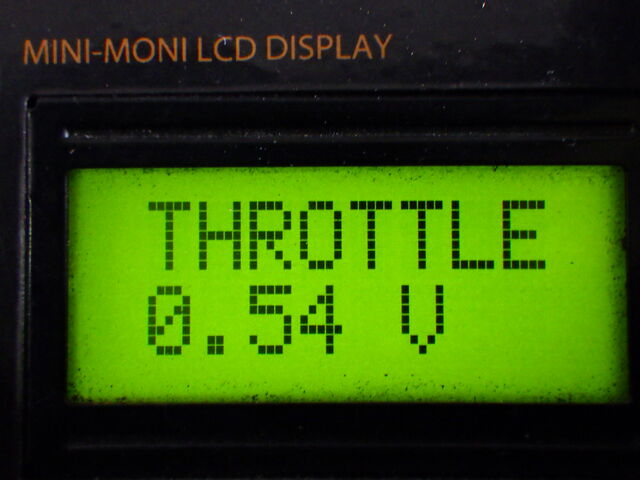 MINI-MONI LCD DISPLAY
THROTTLE
0.54 V